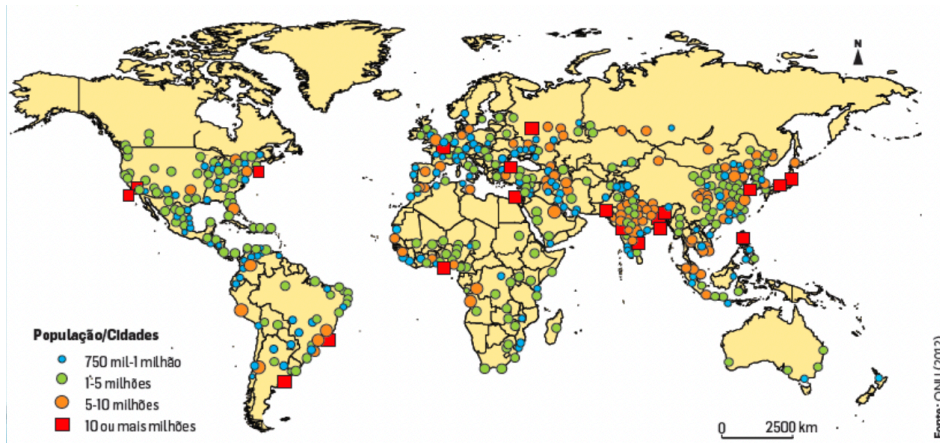 N
População/Cidades
750 mil-1 milhão
1-5 milhões
5-10 milhões
10 ou mais milhões
0 2500 km
Fonte: ONU (2012)